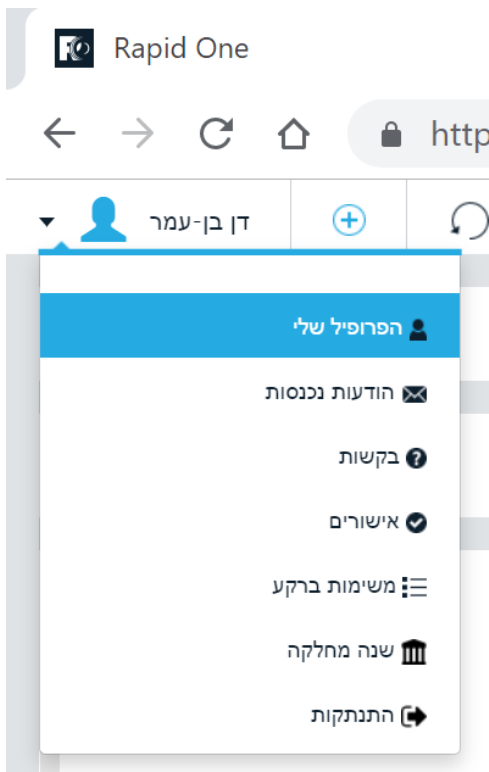 Rapid One
http
דן בן-עמר
הפרופיל שלי
הודעות נכנסות
בקשות
אישורים
משימות ברקע
שנה מחלקה
התנתקות